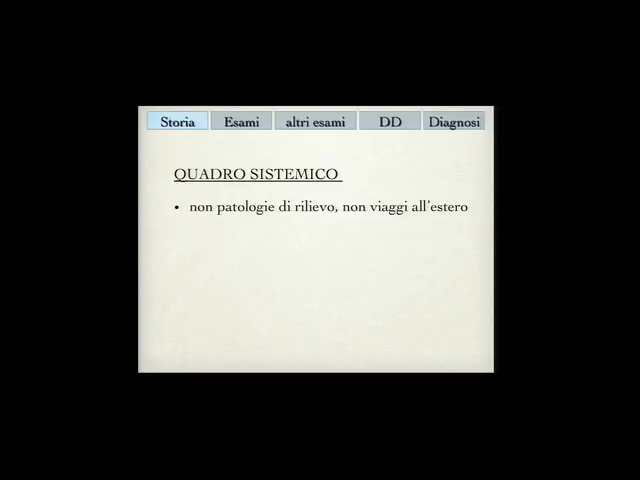 Storia Esami altri esami DD Diagnosi
QUADRO SISTEMICO
• non patologie di rilievo, non viaggi all'estero